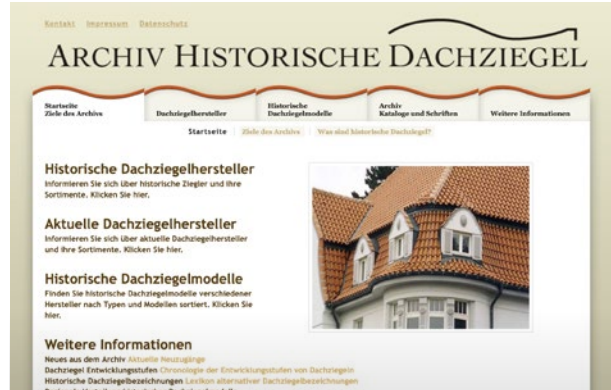 Kontakt Impressum Datenschutz
ARCHIV HISTORISCHE DACHZIEGEL
Startseite
Ziele des Archivs
Dachziegelhersteller
Historische
Dachziegelmodelle
Archiv
Kataloge und Schriften
Weitere Informationen
Startseite Ziele des Archivs Was sind historische Dachziegel?
Historische Dachziegelhersteller
Informieren Sie sich über historische Ziegler und ihre
Sortimente. Klicken Sie hier.
Aktuelle Dachziegelhersteller
Informieren Sie sich über aktuelle Dachziegelhersteller
und ihre Sortimente. Klicken Sie hier.
Historische Dachziegelmodelle
Finden Sie historische Dachziegelmodelle verschiedener
Hersteller nach Typen und Modellen sortiert. Klicken Sie
hier.
Weitere Informationen
Neues aus dem Archiv Aktuelle Neuzugänge
Dachziegel Entwicklungsstufen Chronologie der Entwicklungsstufen von Dachziegeln
Historische Dachziegelbezeichnungen Lexikon alternativer Dachziegelbezeichnungen